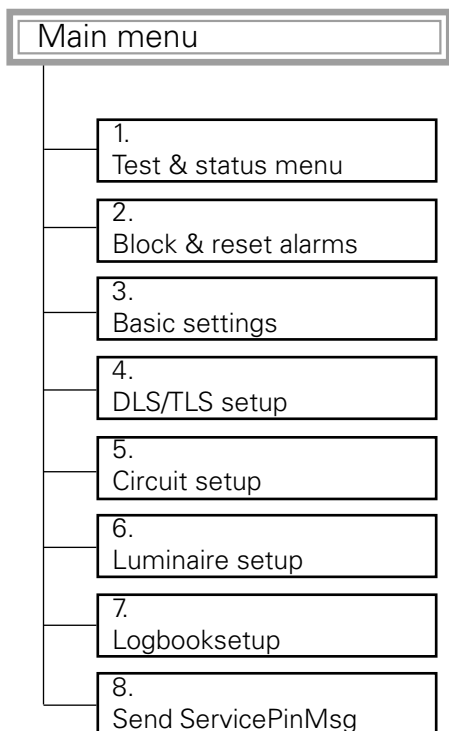 Main menu
1.
Test & status menu
2.
Block & reset alarms
3.
Basic settings
4.
DLS/TLS setup
5.
Circuit setup
6.
Luminaire setup
7.
Logbooksetup
8.
Send ServicePinMsg